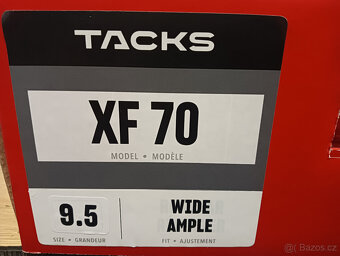 TACKS
XF 70
MODEL • MODÈLE
9.5
SIZE • GRANDEUR
WIDE
AMPLE
FIT • AJUSTEMENT
Bazos.cz